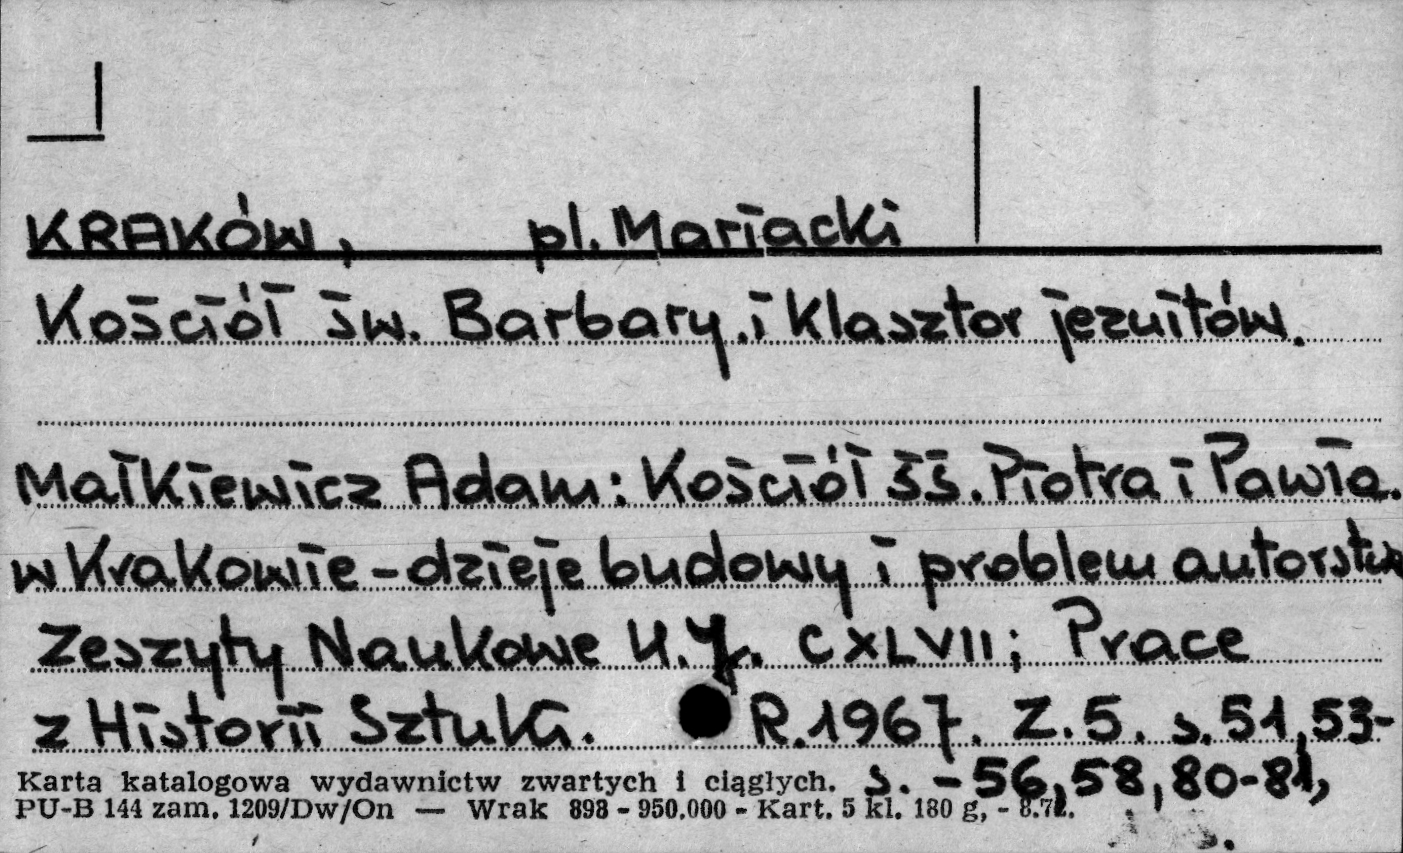 KRAKÓW, pl. Mariacki
Kościół św. Barbary. i klasztor jezuitów.
Małkiewicz Adam: Kościół śś. Piotra i Pawła.
w Krakowie - dzieje budowy i problem autorstwa
Zeszyty Naukowe U.J. CXLVII; Prace
z Historii Sztuki. R.1967. Z.5. s.51,53-
s. -56,58,80-81,
Karta katalogowa wydawnictw zwartych i ciągłych.
PU-B 144 zam. 1209/Dw/On — Wrak 898 - 950.000 - Kart. 5 kl. 180 g, - 8.72.